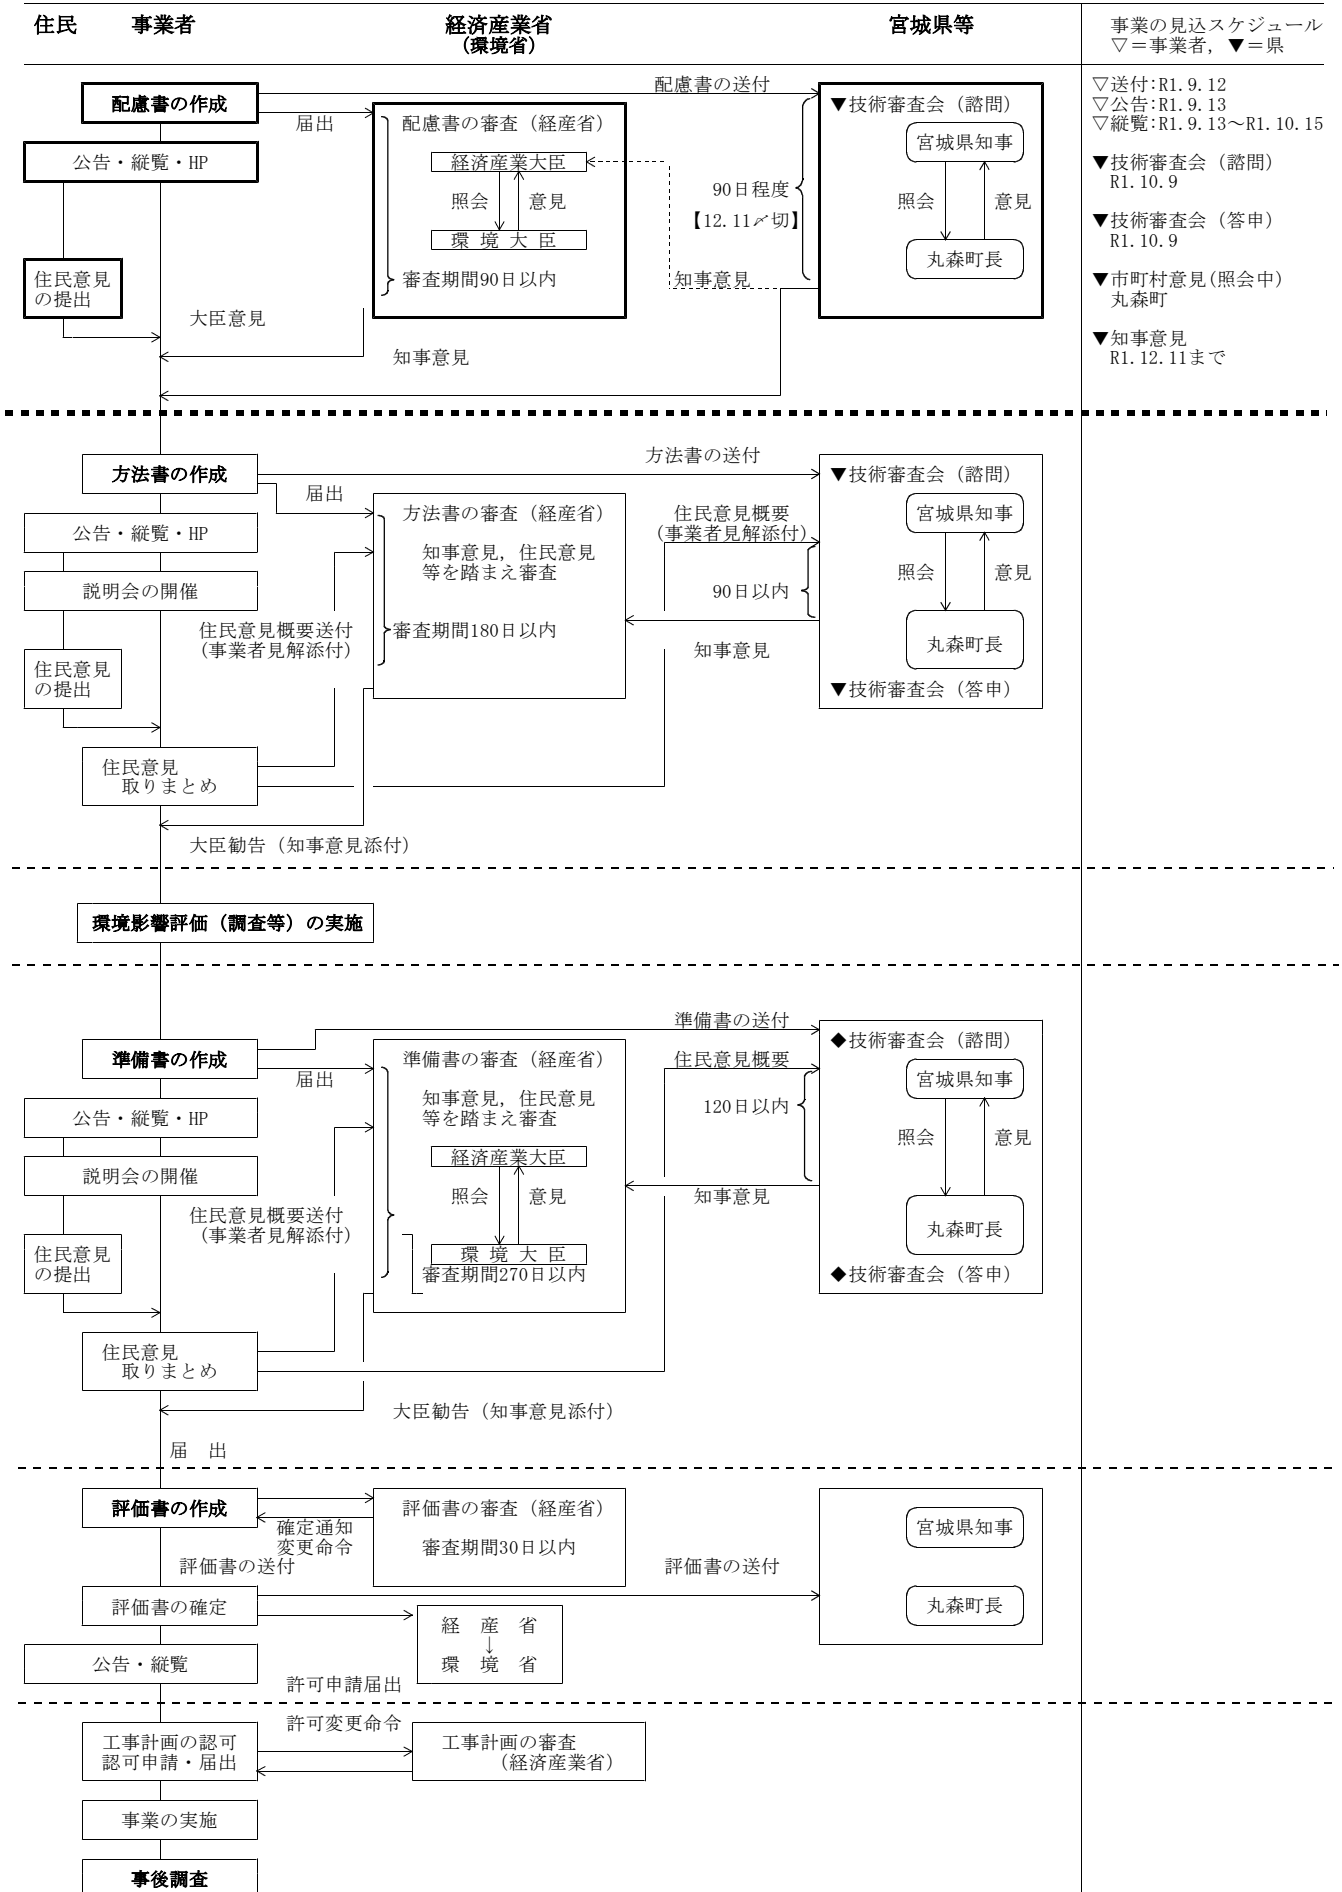 住民
事業者
経済産業省
(環境省)
宮城県等
事業の見込スケジュール
▽＝事業者，▼＝県
配慮書の作成
配慮書の送付
届出
公告・縦覧・HP
住民意見
の提出
配慮書の審査（経産省）
経済産業大臣
照会
意見
環 境 大 臣
審査期間90日以内
90日程度
【12.11〆切】
▼技術審査会（諮問）
宮城県知事
照会
意見
丸森町長
知事意見
大臣意見
知事意見
▽送付:R1.9.12
▽公告:R1.9.13
▽縦覧:R1.9.13～R1.10.15
▼技術審査会（諮問）
R1.10.9
▼技術審査会（答申）
R1.10.9
▼市町村意見(照会中)
丸森町
▼知事意見
R1.12.11まで
方法書の作成
方法書の送付
届出
公告・縦覧・HP
説明会の開催
住民意見
の提出
住民意見
取りまとめ
住民意見概要送付
(事業者見解添付)
方法書の審査（経産省）
知事意見，住民意見
等を踏まえ審査
審査期間180日以内
住民意見概要
(事業者見解添付)
90日以内
知事意見
▼技術審査会（諮問）
宮城県知事
照会
意見
丸森町長
▼技術審査会（答申）
大臣勧告（知事意見添付）
環境影響評価（調査等）の実施
準備書の作成
準備書の送付
届出
公告・縦覧・HP
説明会の開催
住民意見
の提出
住民意見
取りまとめ
住民意見概要送付
(事業者見解添付)
準備書の審査（経産省）
知事意見，住民意見
等を踏まえ審査
経済産業大臣
照会
意見
環 境 大 臣
審査期間270日以内
住民意見概要
120日以内
知事意見
◆技術審査会（諮問）
宮城県知事
照会
意見
丸森町長
◆技術審査会（答申）
大臣勧告（知事意見添付）
届　出
評価書の作成
確定通知
変更命令
評価書の審査（経産省）
審査期間30日以内
宮城県知事
丸森町長
評価書の送付
評価書の送付
評価書の確定
経　産　省
↓
環　境　省
公告・縦覧
許可申請届出
許可変更命令
工事計画の認可
認可申請・届出
工事計画の審査
（経済産業省）
事業の実施
事後調査